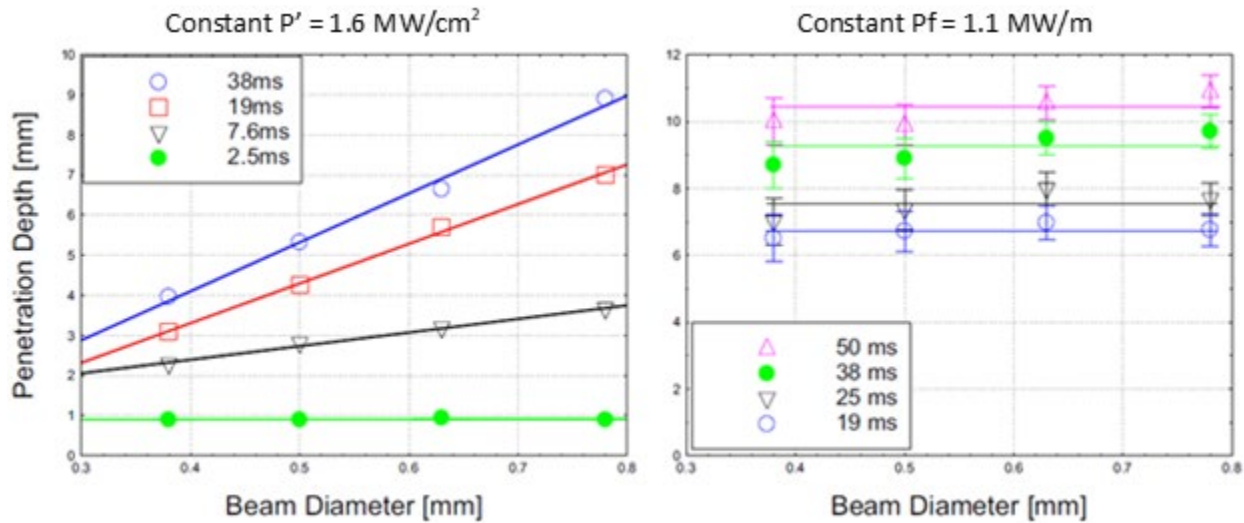 Constant P' = 1.6 MW/cm²
10
9
8
7
6
5
4
3
2
1
0
Penetration Depth [mm]
38ms
19ms
7.6ms
2.5ms
0.3 0.4 0.5 0.6 0.7 0.8
Beam Diameter [mm]
Constant Pf = 1.1 MW/m
12
10
8
6
4
2
0
50 ms
38 ms
25 ms
19 ms
0.3 0.4 0.5 0.6 0.7 0.8
Beam Diameter [mm]